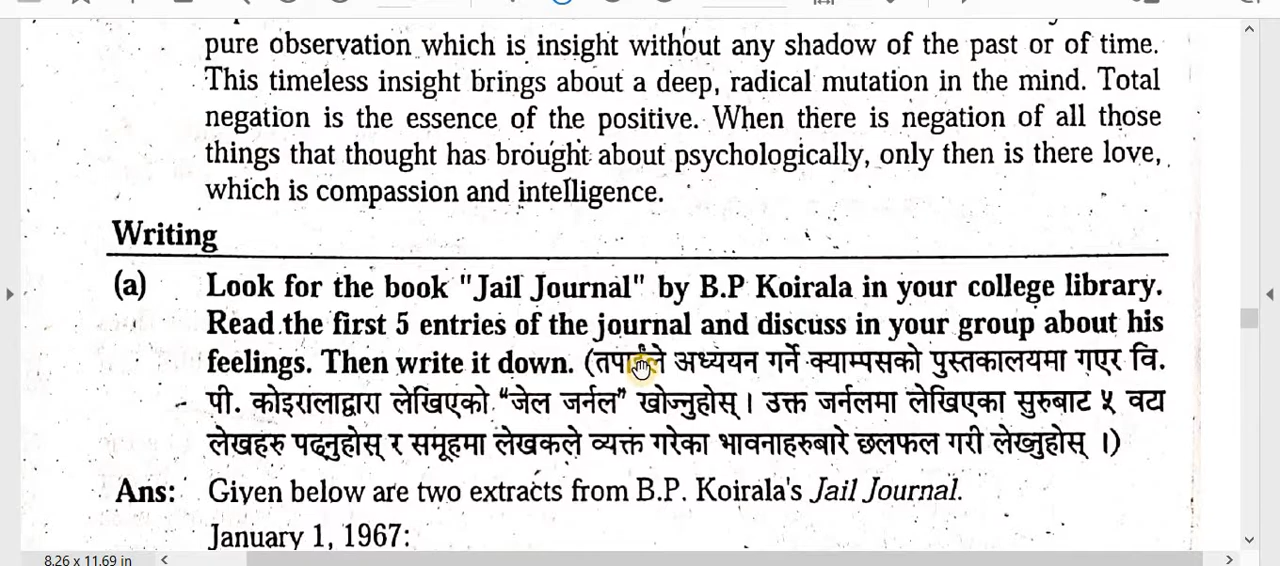 pure observation which is insight without any shadow of the past or of time.
This timeless insight brings about a deep, radical mutation in the mind. Total
negation is the essence of the positive. When there is negation of all those
things that thought has brought about psychologically, only then is there love,
which is compassion and intelligence.
Writing
(a) Look for the book "Jail Journal" by B.P Koirala in your college library.
Read the first 5 entries of the journal and discuss in your group about his
feelings. Then write it down. ( अध्ययन गर्ने क्याम्पसको पुस्तकालयमा गएर वि.
पी. कोइरालाद्वारा लेखिएको "जेल जर्नल" खोज्नुहोस् । उक्त जर्नलमा लेखिएका सुरुबाट ५ वटा
लेखहरु पढ्नुहोस् र समूहमा लेखकले व्यक्त गरेका भावनाहरुबारे छलफल गरी लेख्नुहोस् ।)
Ans: Given below are two extracts from B.P. Koirala's Jail Journal.
January 1, 1967:
8.26 x 11.69 in